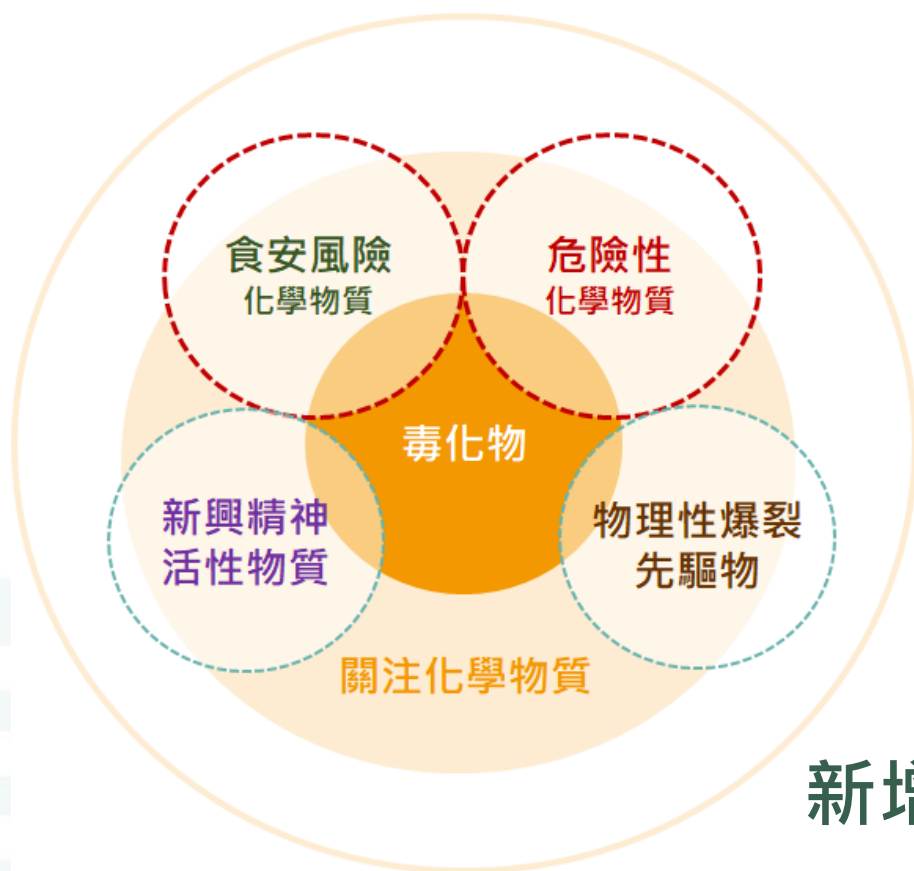 食安風險
化學物質
危險性
化學物質
毒化物
新興精神
活性物質
物理性爆裂
先驅物
關注化學物質
新增